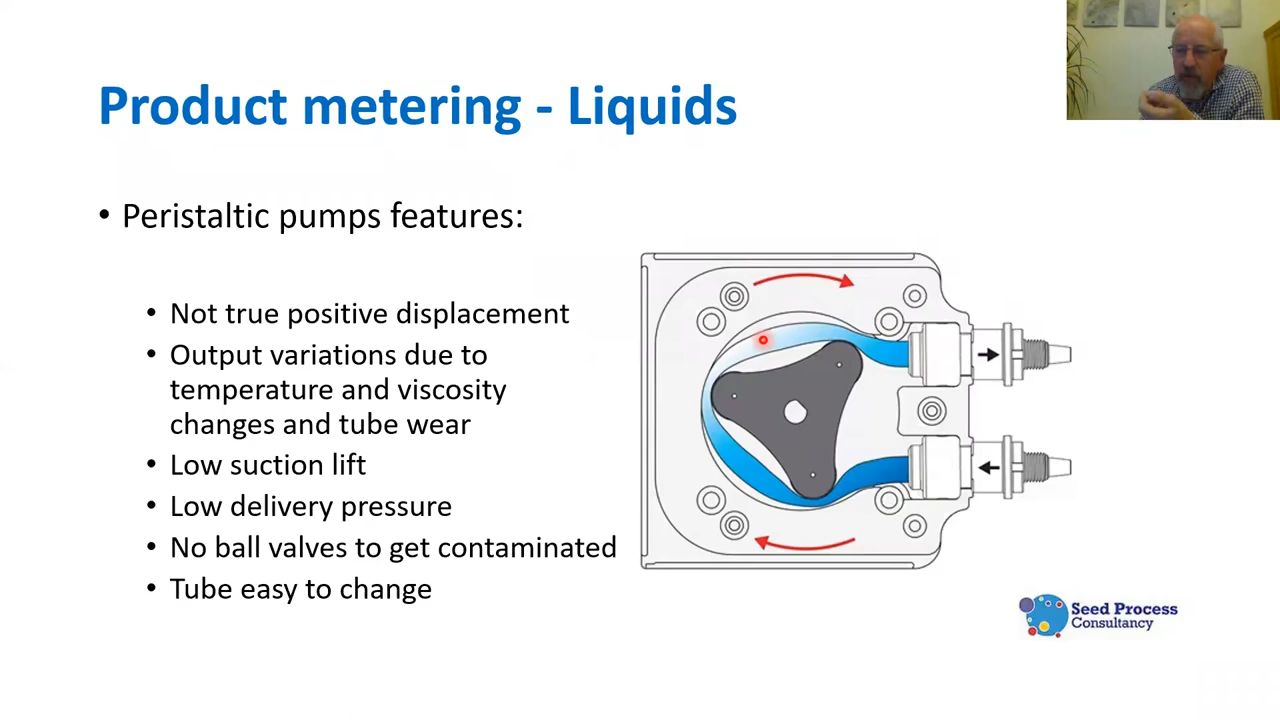 Product metering - Liquids
• Peristaltic pumps features:
• Not true positive displacement
• Output variations due to
temperature and viscosity
changes and tube wear
• Low suction lift
• Low delivery pressure
• No ball valves to get contaminated
• Tube easy to change
Seed Process
Consultancy